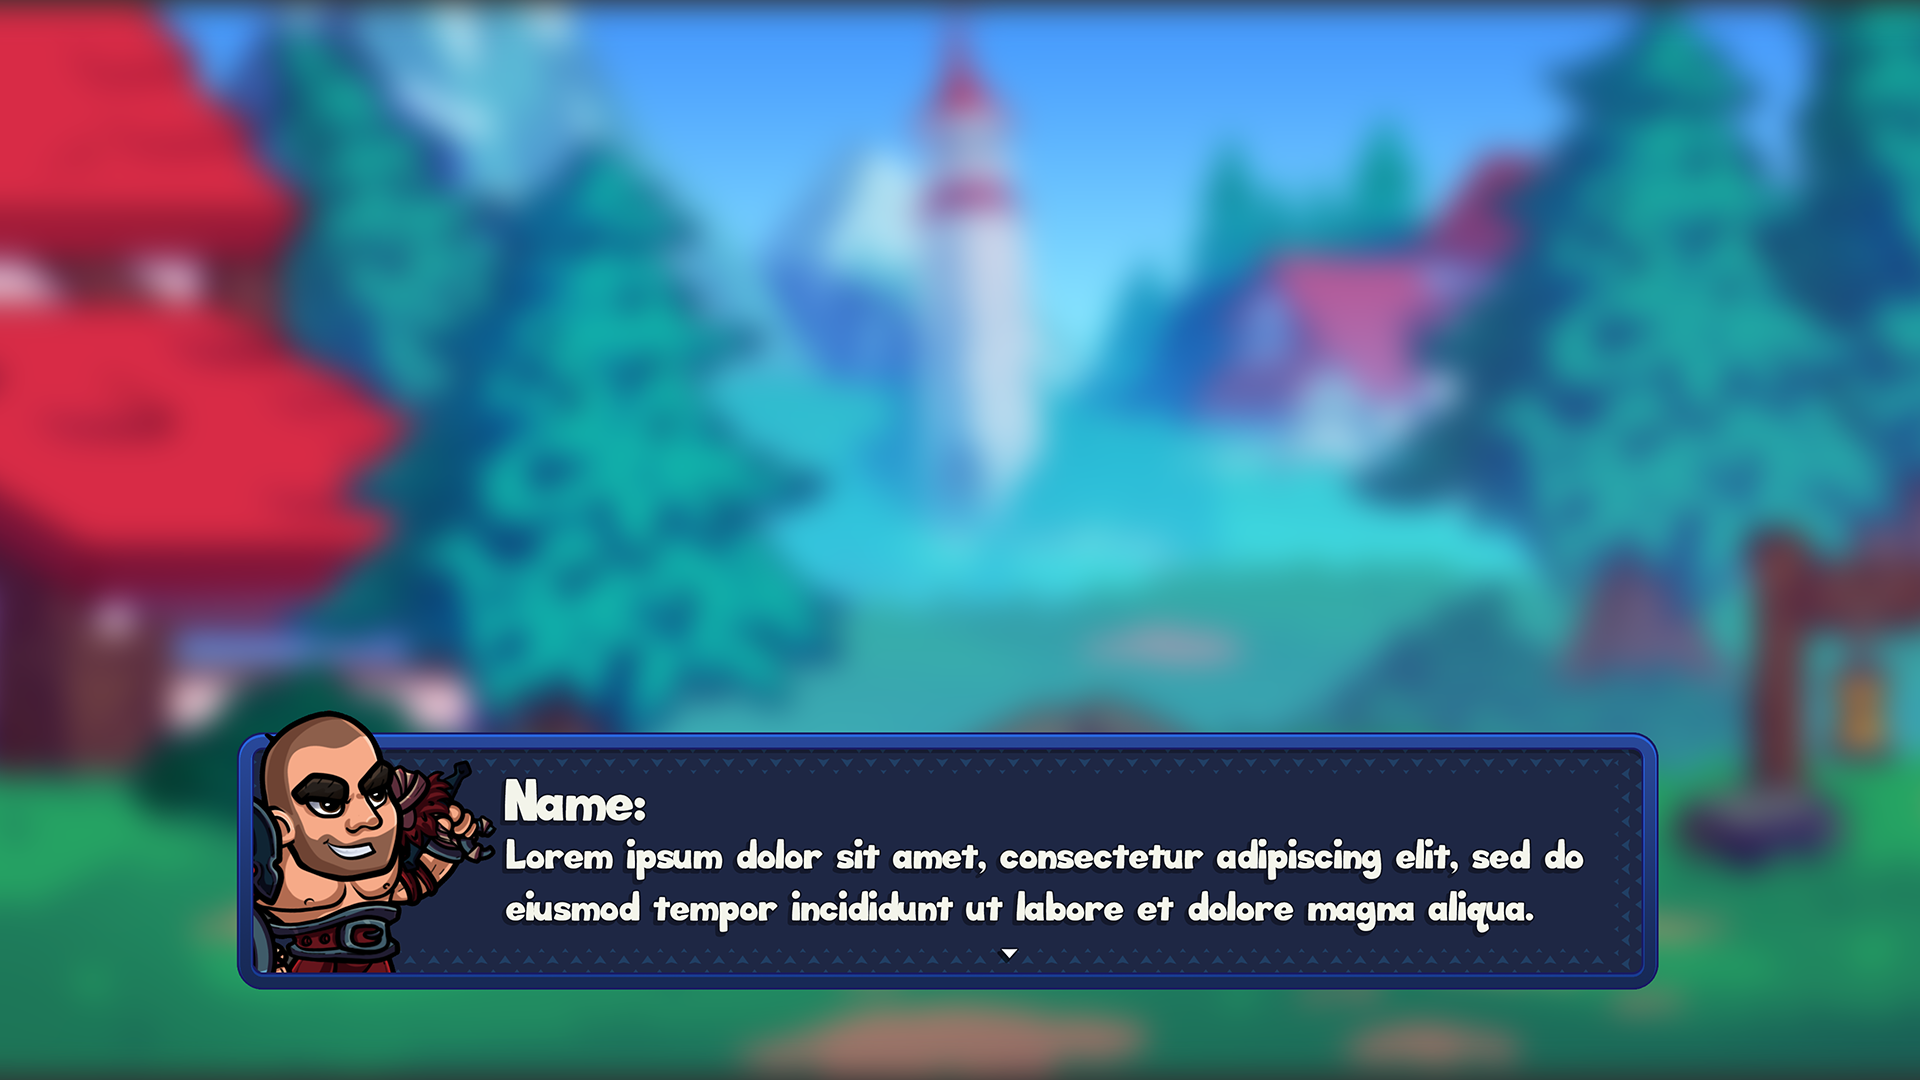 Name:
Lorem ipsum dolor sit amet, consectetur adipiscing elit, sed do
eiusmod tempor incididunt ut labore et dolore magna aliqua.